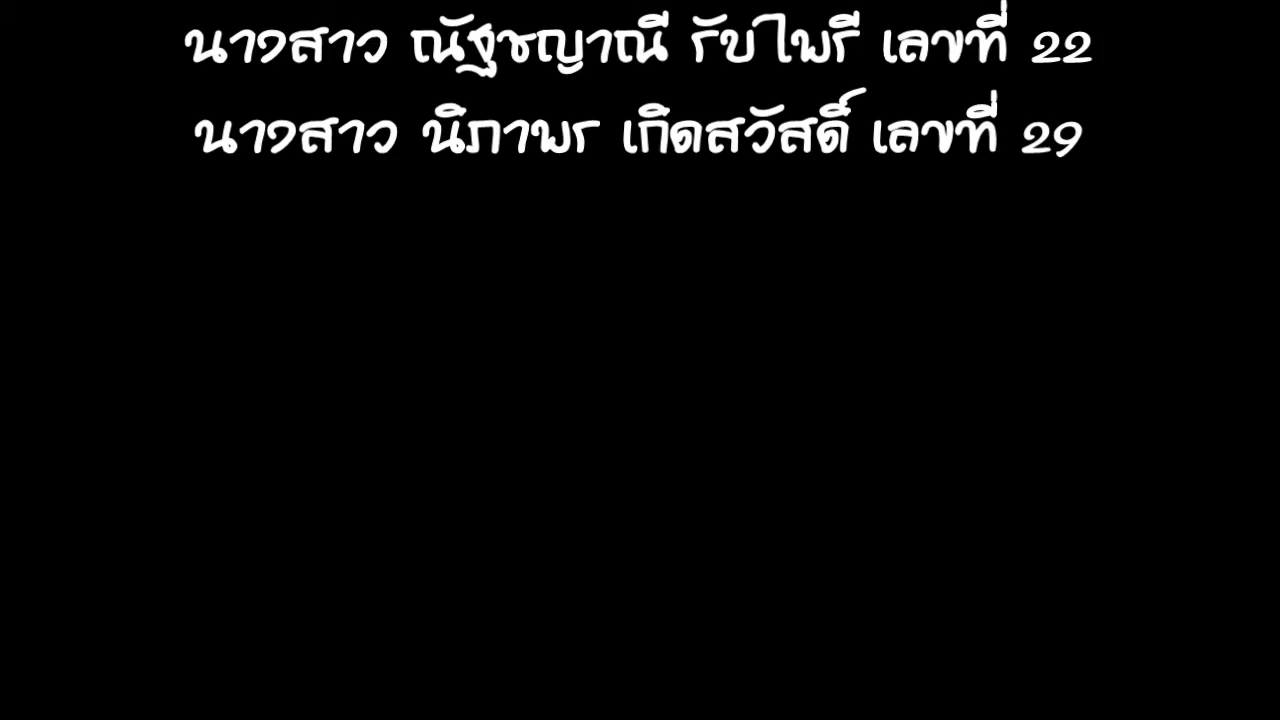 นางสาว ณัฐชญาณี รับไพรี เลขที่ 22
นางสาว นิภาพร เกิดสวัสดิ์ เลขที่ 29